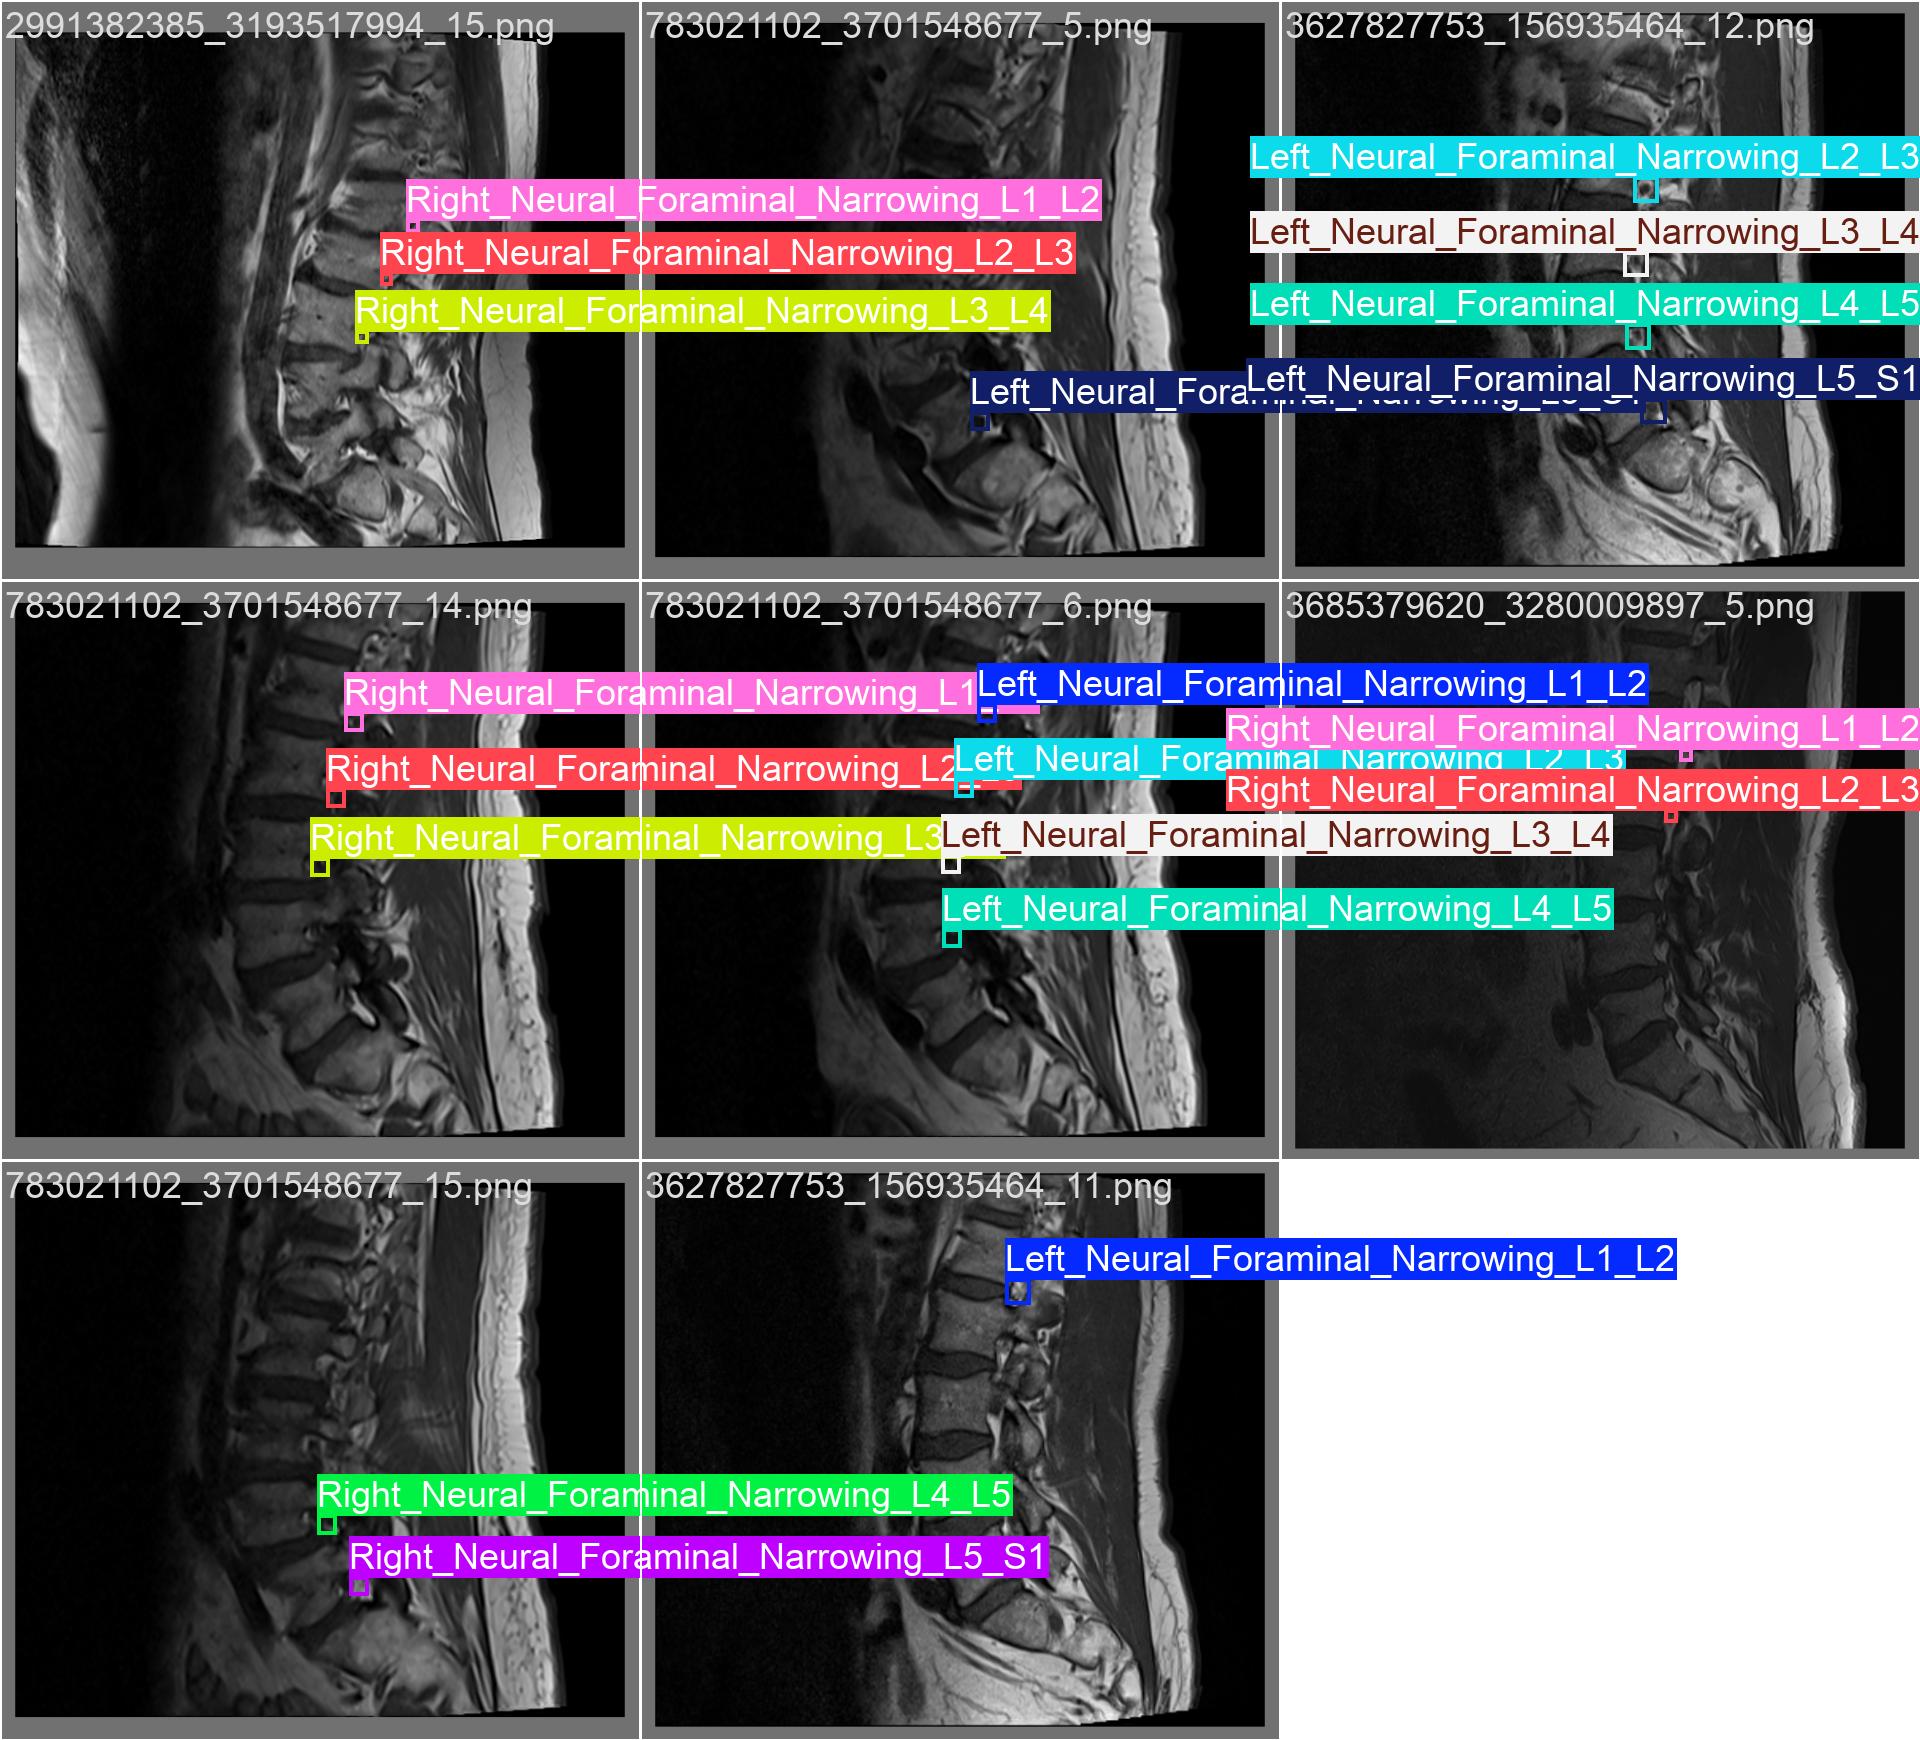 2991382385_3193517994_15.png
Right_Neural_Foraminal_Narrowing_L1_L2
Right_Neural_Foraminal_Narrowing_L2_L3
Right_Neural_Foraminal_Narrowing_L3_L4
783021102_3701548677_5.png
Left_Neural_Fora
3627827753_156935464_12.png
Left_Neural_Foraminal_Narrowing_L2_L3
Left_Neural_Foraminal_Narrowing_L3_L4
Left_Neural_Foraminal_Narrowing_L4_L5
Left_Neural_Foraminal_Narrowing_L5_S1
783021102_3701548677_14.png
Right_Neural_Foraminal_Narrowing_L1
Right_Neural_Foraminal_Narrowing_L2
Right_Neural_Foraminal_Narrowing_L3
783021102_3701548677_6.png
Left_Neural_Foraminal_Narrowing_L1_L2
Left_Neural_Foraminal_Narrowing_L2_L3
Left_Neural_Foraminal_Narrowing_L3_L4
Left_Neural_Foraminal_Narrowing_L4_L5
3685379620_3280009897_5.png
Right_Neural_Foraminal_Narrowing_L1_L2
Right_Neural_Foraminal_Narrowing_L2_L3
783021102_3701548677_15.png
Right_Neural_Foraminal_Narrowing_L4_L5
Right_Neural_Foraminal_Narrowing_L5_S1
3627827753_156935464_11.png
Left_Neural_Foraminal_Narrowing_L1_L2